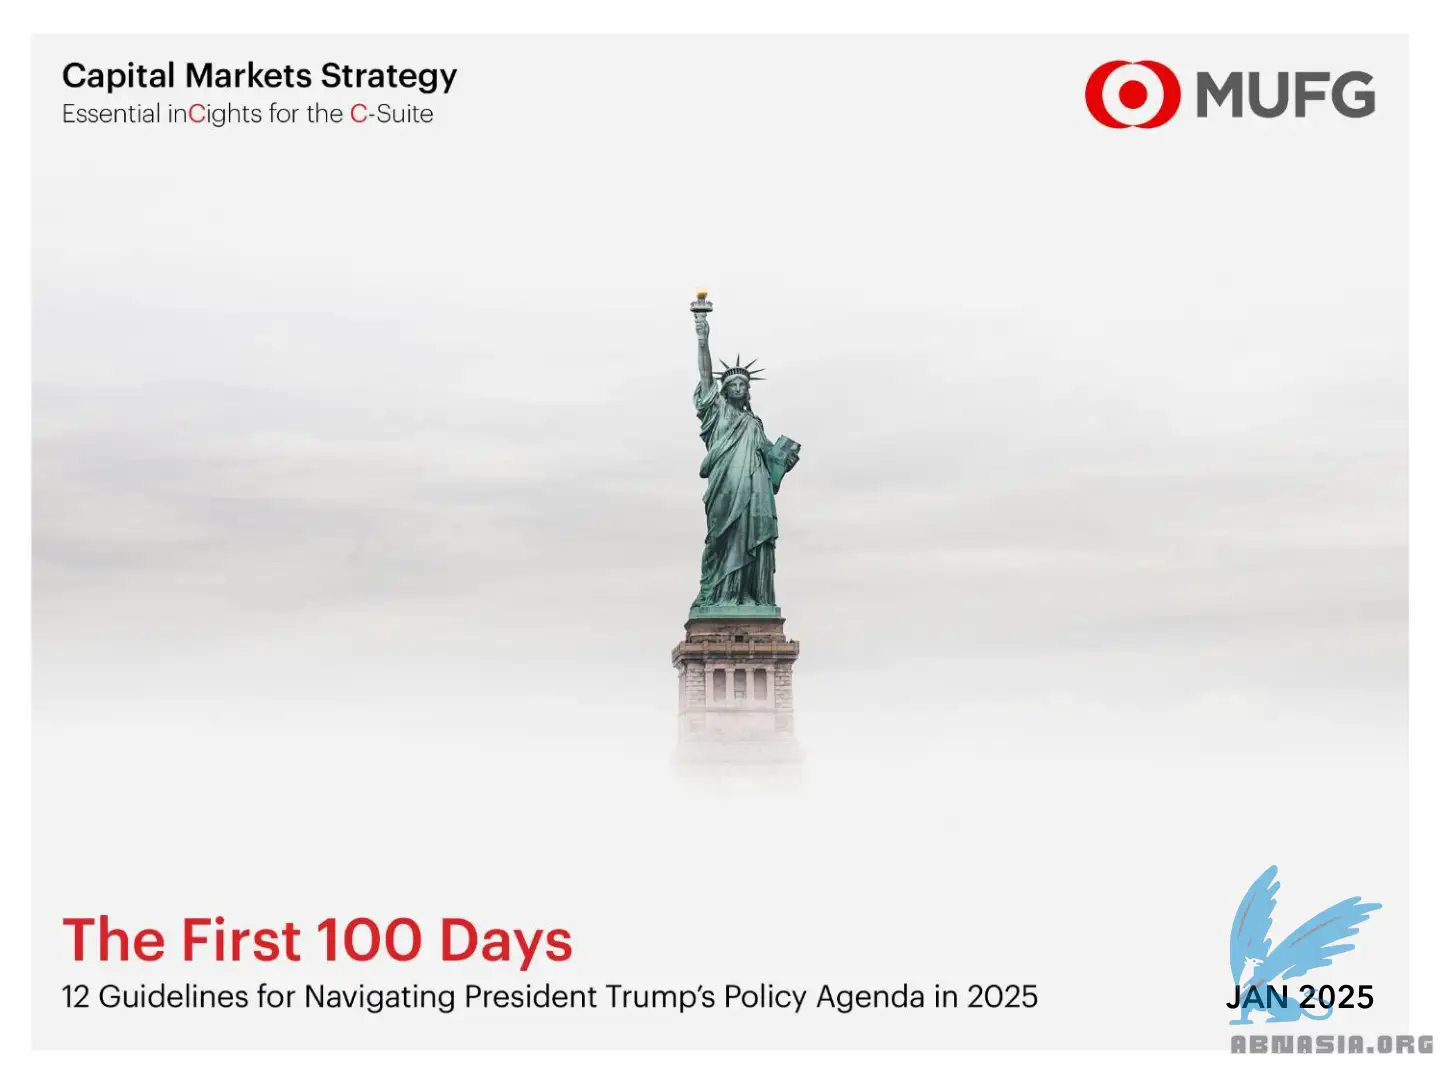 Capital Markets Strategy
Essential inCights for the C-Suite
MUFG
The First 100 Days
12 Guidelines for Navigating President Trump's Policy Agenda in 2025
JAN 2025
ABNASIA.ORG